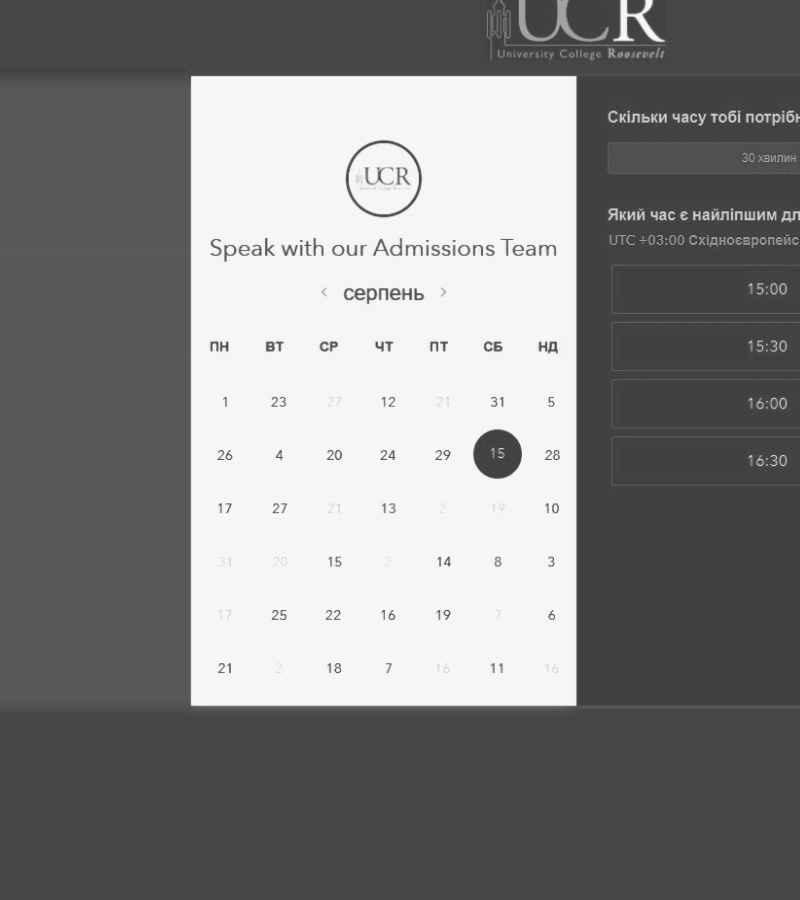 UCR
University College Roosevelt
UCR
Speak with our Admissions Team
< серпень >
ПН ВТ СР ЧТ ПТ СБ НД
1 23 27 12 21 31 5
26 4 20 24 29 15 28
17 27 21 13 2 19 10
31 20 15 2 14 8 3
17 25 22 16 19 7 6
21 2 18 7 16 11 16
Скільки часу тобі
30 хвилин
Який час є найліпшим
UTC +03:00
15:00
15:30
16:00
16:30